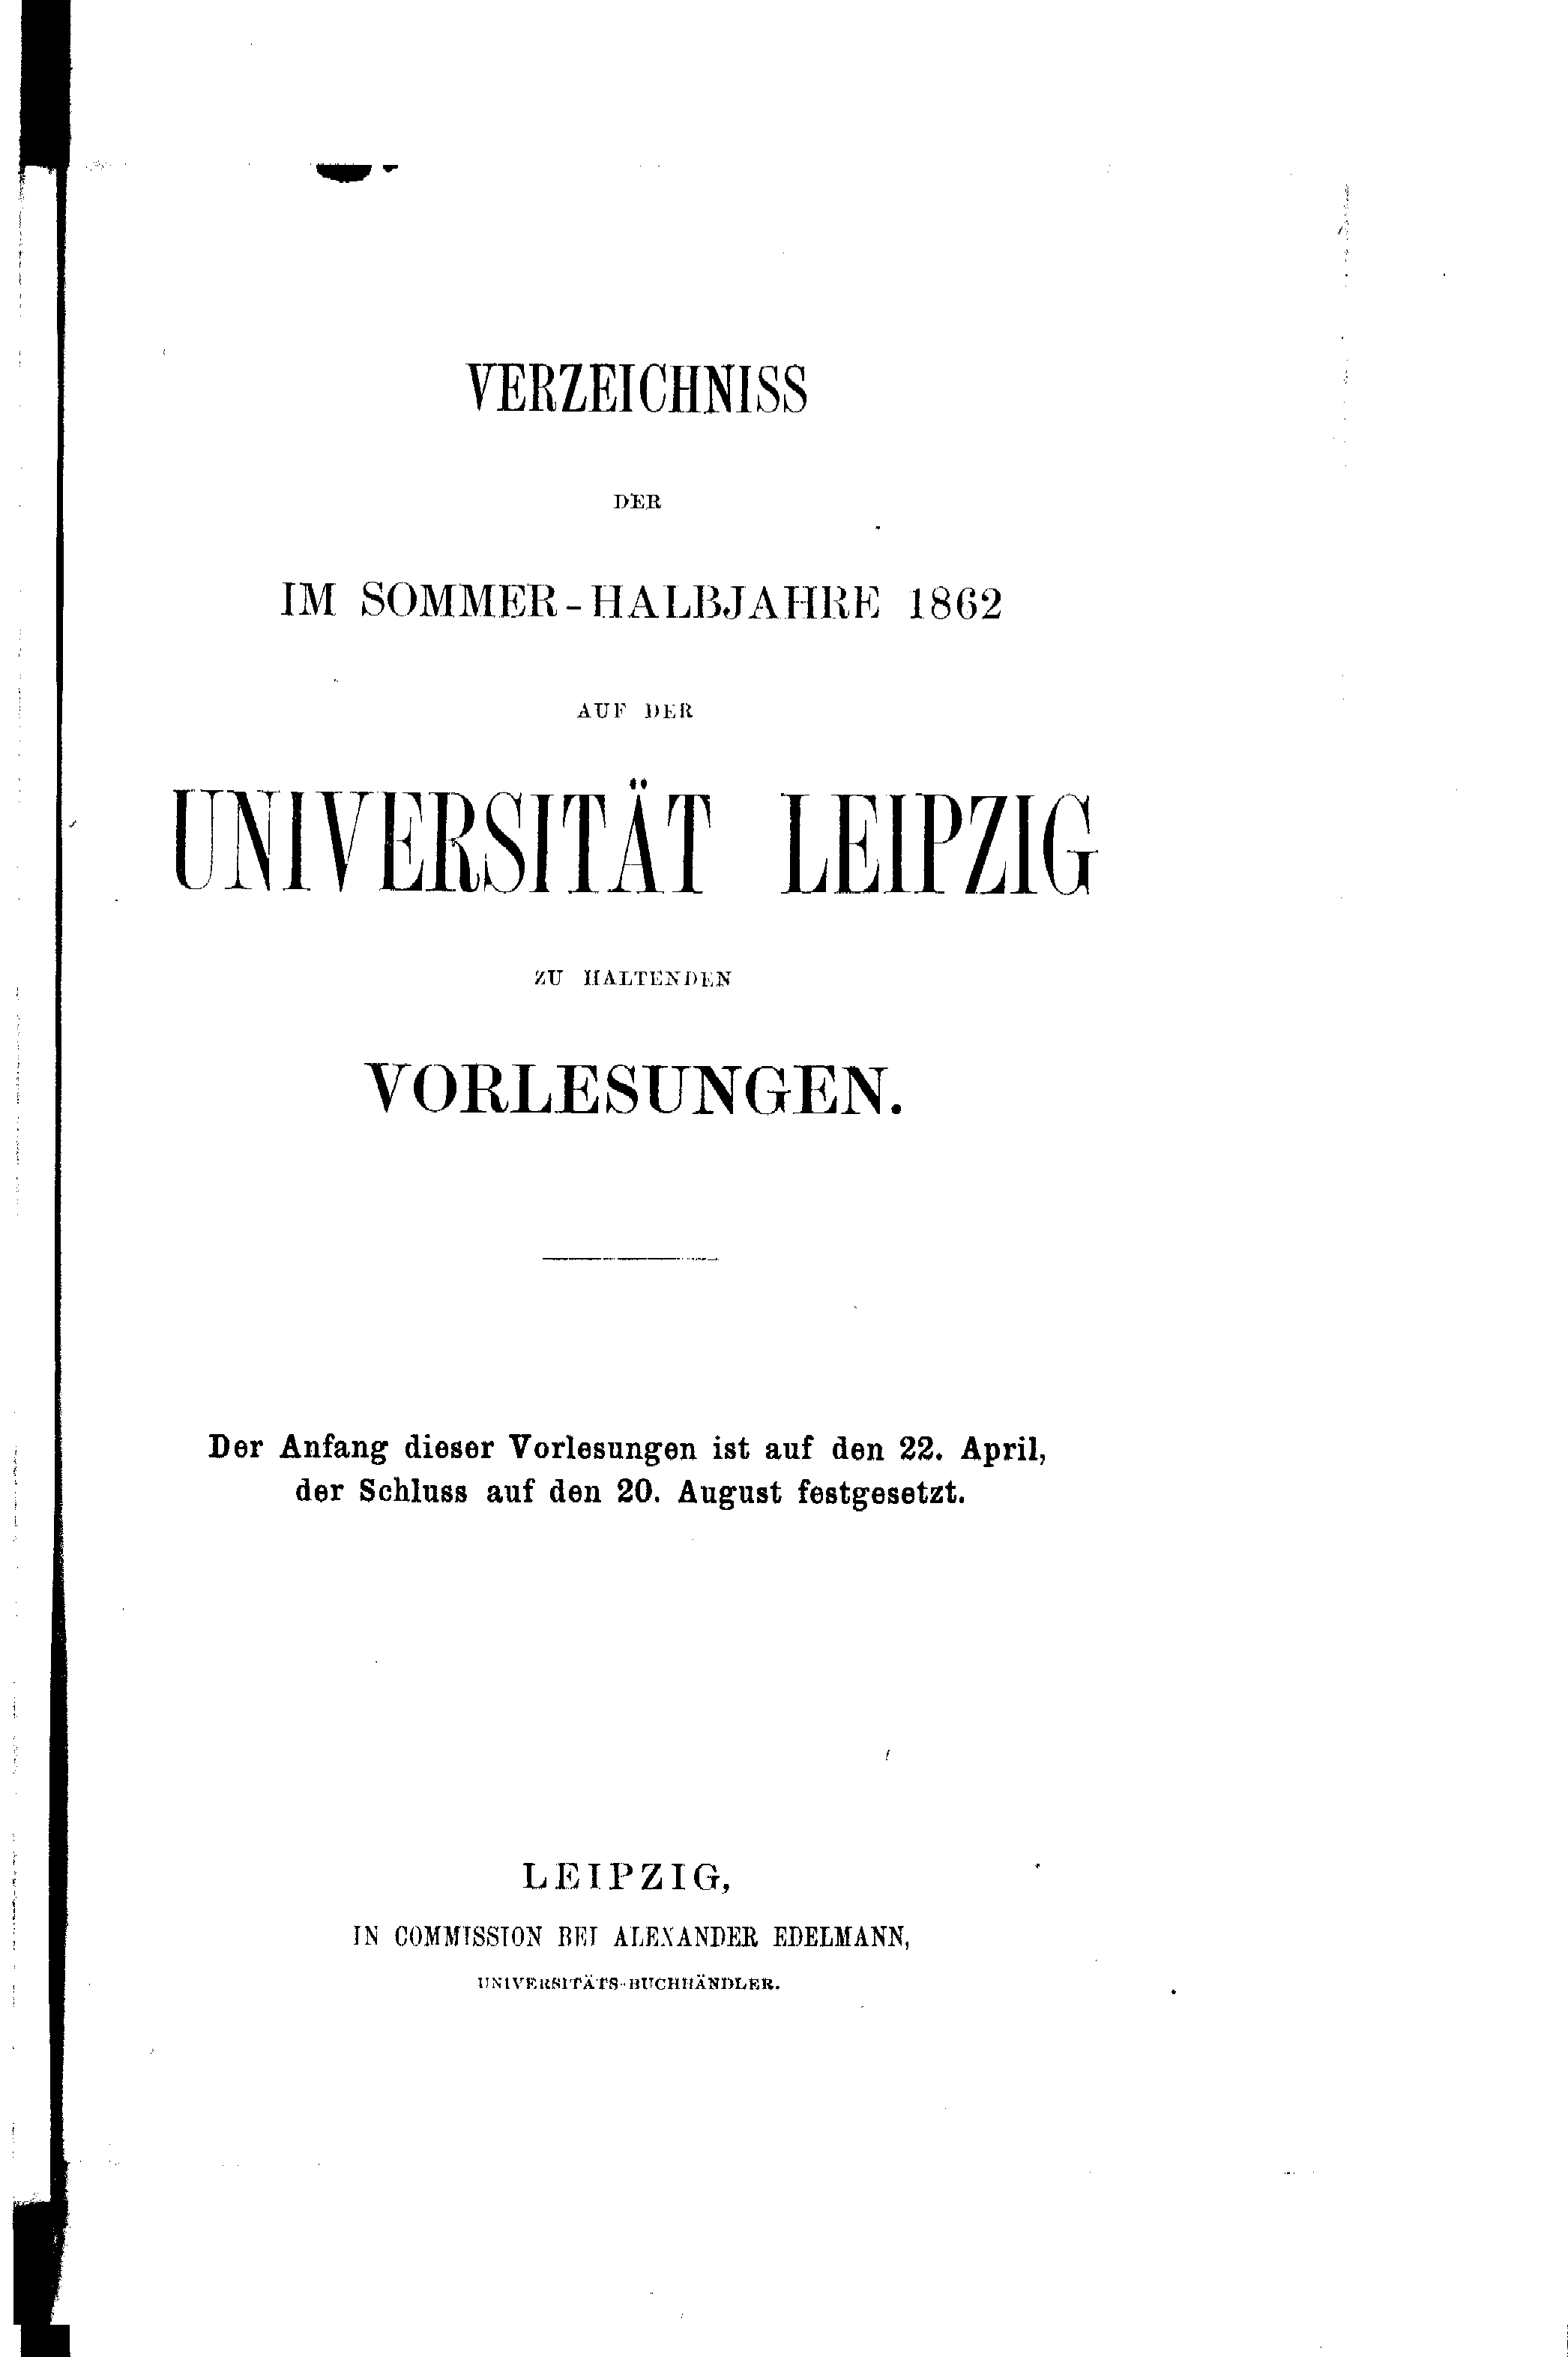 VERZEICHNISS
DER
IM SOMMER-HALBJAHRE 1862
AUF DER
UNIVERSITÄT LEIPZIG
ZU HALTENDEN
VORLESUNGEN.
Der Anfang dieser Vorlesungen ist auf den 22. April,
der Schluss auf den 20. August festgesetzt.
LEIPZIG,
IN COMMISSION BEI ALEXANDER EDELMANN,
UNIVERSITÄTS-BUCHHÄNDLER.